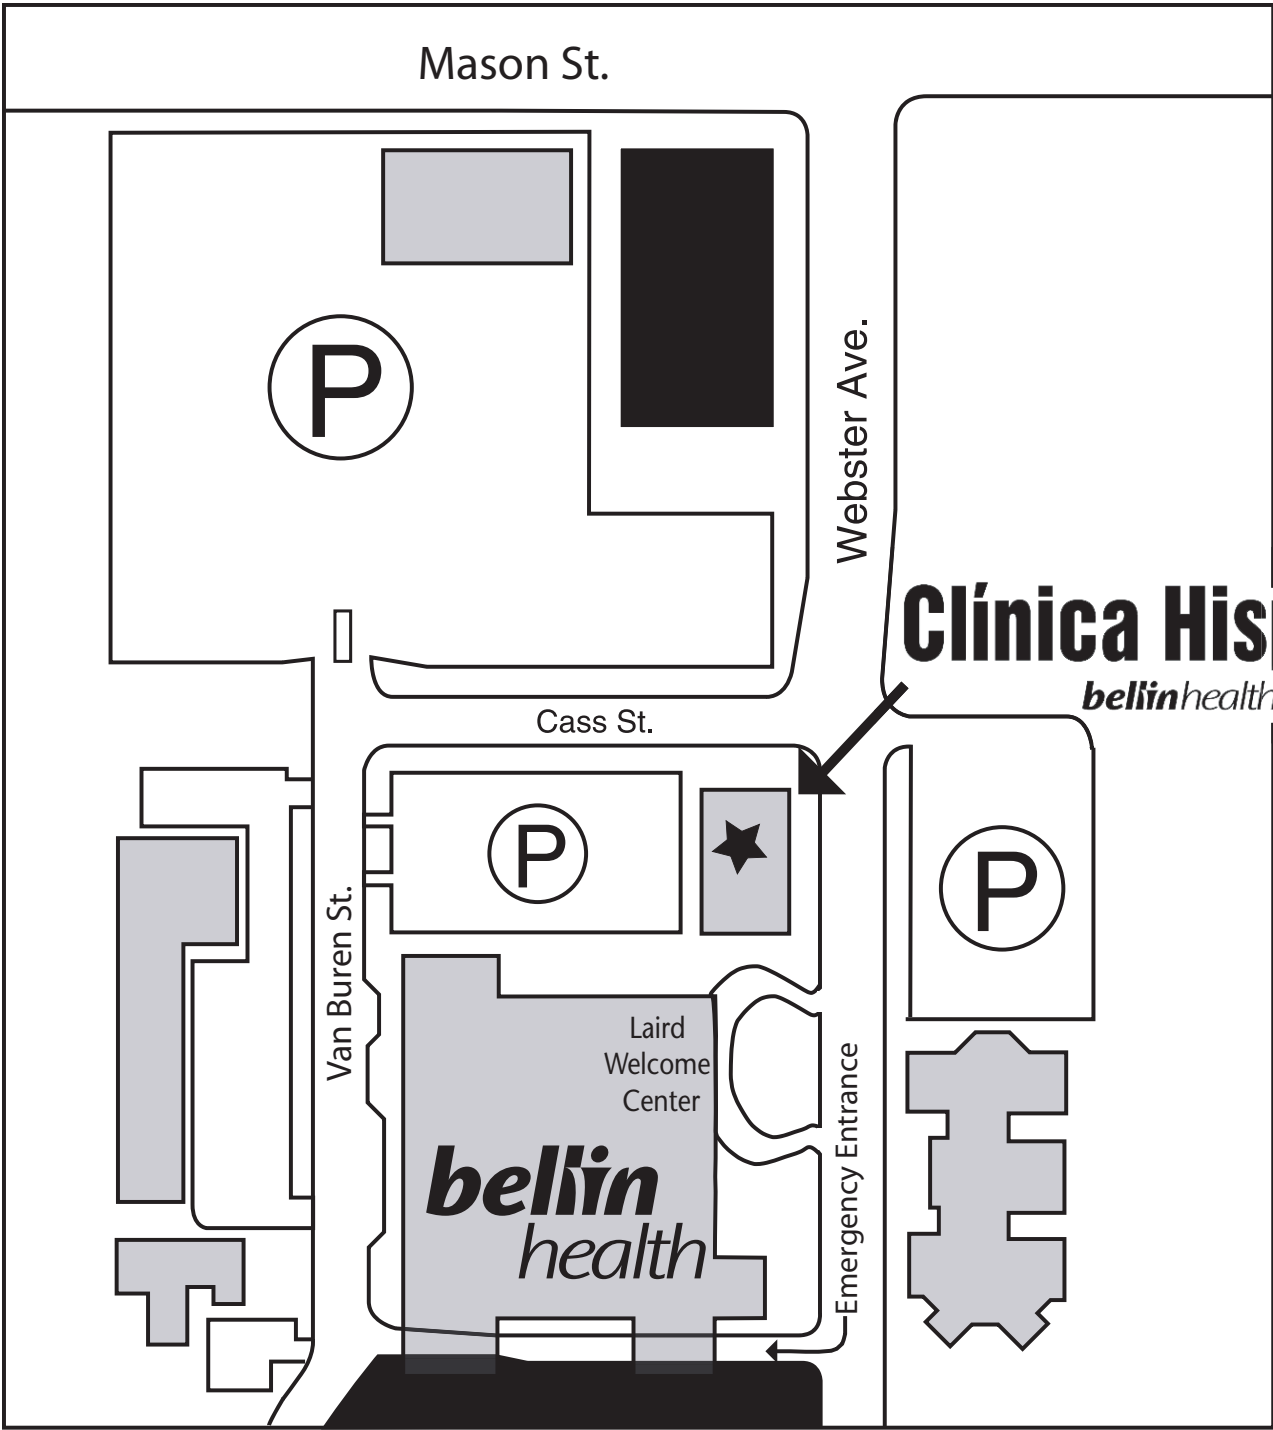 Mason St.
P
Webster Ave.
Clínica His
bellin health
Cass St.
P
P
Van Buren St.
Laird
Welcome
Center
Emergency Entrance
bellin
health